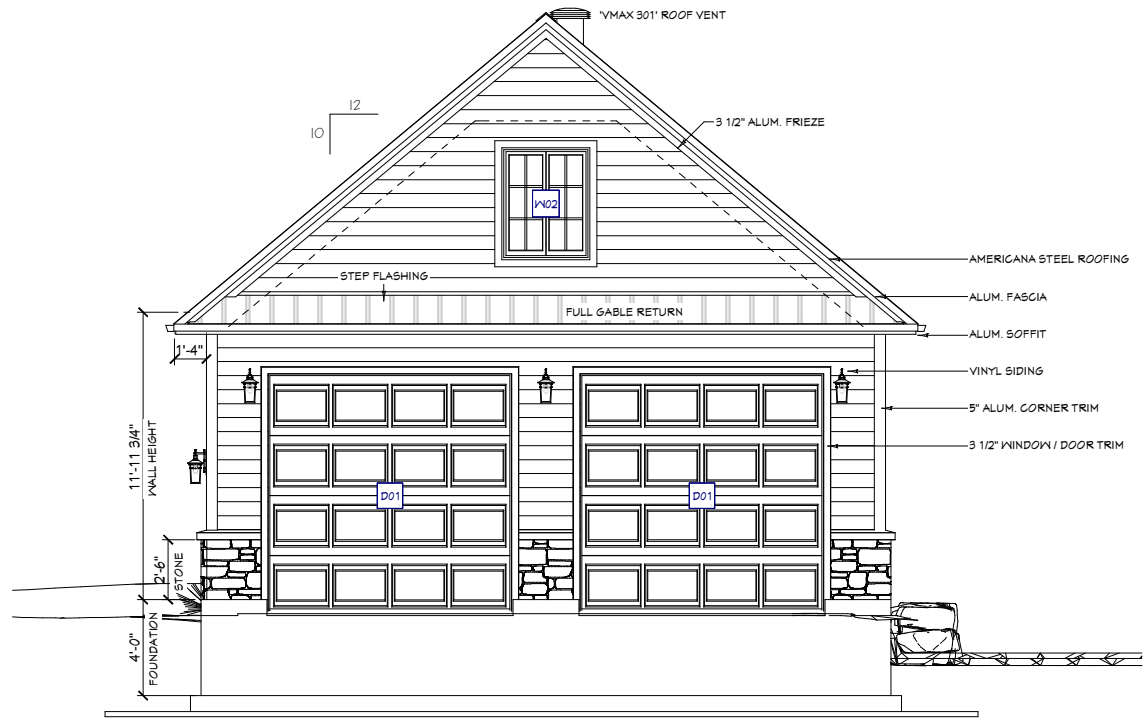 'VMAX 301' ROOF VENT
12
10
3 1/2" ALUM. FRIEZE
W02
AMERICANA STEEL ROOFING
STEP FLASHING
ALUM. FASCIA
FULL GABLE RETURN
ALUM. SOFFIT
1'-4"
VINYL SIDING
5" ALUM. CORNER TRIM
3 1/2" WINDOW / DOOR TRIM
11'-11 3/4"
WALL HEIGHT
D01
D01
2'-6"
STONE
4'-0"
FOUNDATION